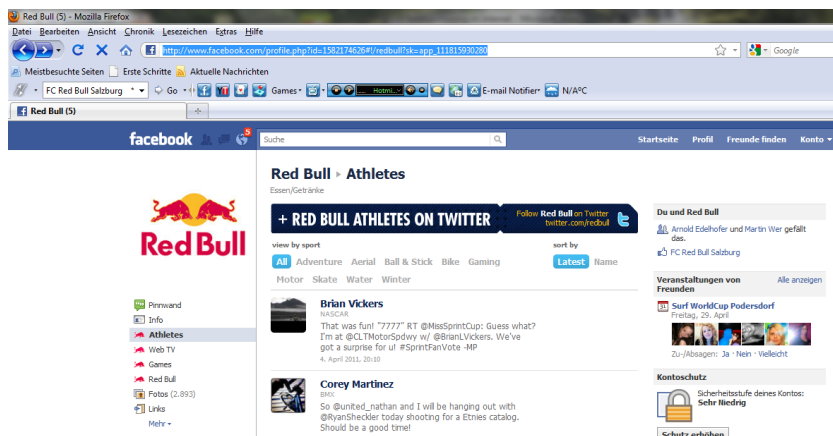 Red Bull (5) - Mozilla Firefox
Datei Bearbeiten Ansicht Chronik Lesezeichen Extras Hilfe
http://www.facebook.com/profile.php?id=1582174626#!/redbull?sk=app_111815930280
Google
Meistbesuchte Seiten Erste Schritte Aktuelle Nachrichten
FC Red Bull Salzburg Go Games Hotmi... E-mail Notifier N/A°C
Red Bull (5)
facebook 5 Suche Startseite Profil Freunde finden Konto
Red Bull
Pinnwand
Info
Athletes
Web TV
Games
Red Bull
Fotos (2.893)
Links
Mehr
Red Bull Athletes
Essen/Getränke
+ RED BULL ATHLETES ON TWITTER
Follow Red Bull on Twitter
twitter.com/redbull
view by sport
All Adventure Aerial Ball & Stick Bike Gaming
Motor Skate Water Winter
sort by
Latest Name
Brian Vickers
NASCAR
That was fun! "7777" RT @MissSprintCup: Guess what?
I'm at @CLTMotorSpdwy w/ @BrianLVickers. We've
got a surprise for u! #SprintFanVote -MP
4. April 2011, 20:10
Corey Martinez
BMX
So @united_nathan and I will be hanging out with
@RyanSheckler today shooting for a Etnies catalog.
Should be a good time!
Du und Red Bull
Arnold Edelhofer und Martin Wer gefällt
das.
FC Red Bull Salzburg
Veranstaltungen von
Freunden
Alle anzeigen
31 Surf WorldCup Podersdorf
Freitag, 29. April
Zu-/Absagen: Ja · Nein · Vielleicht
Kontoschutz
Sicherheitsstufe deines Kontos:
Sehr Niedrig
Schutz erhöhen